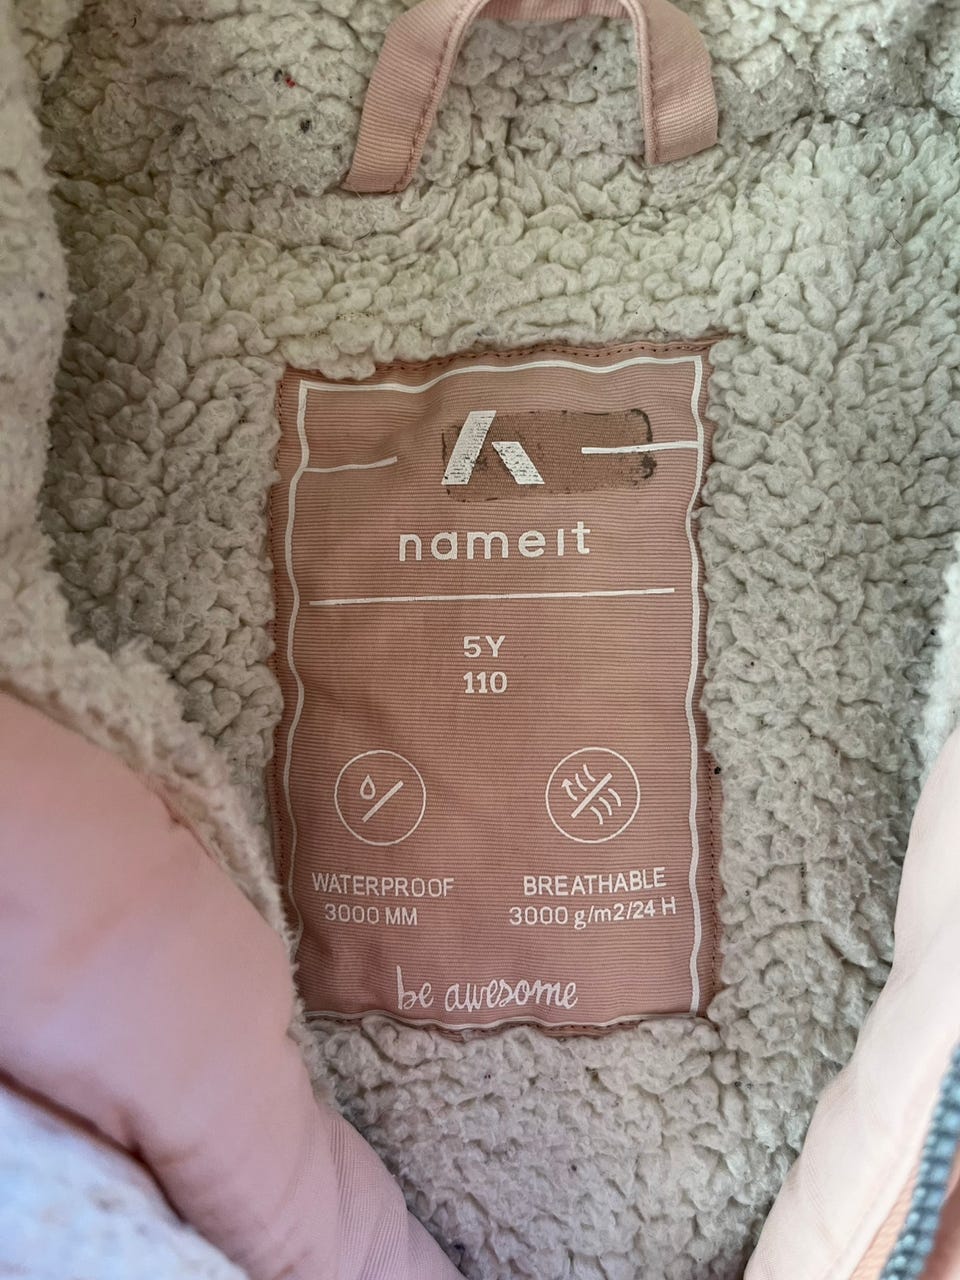 nameit
5Y
110
WATERPROOF
3000 MM
BREATHABLE
3000 g/m2/24 H
be awesome